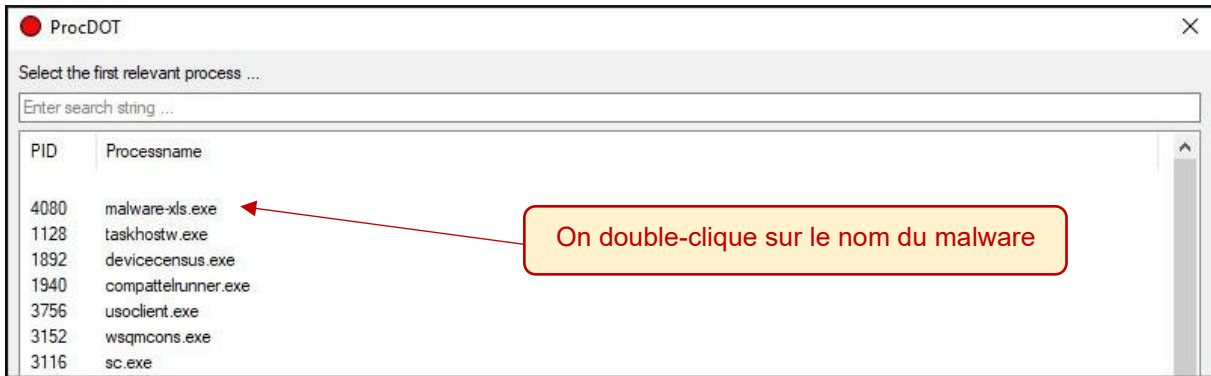 ProcDOT
Select the first relevant process ...
Enter search string ...
PID Processname
4080 malware-xls.exe
1128 taskhostw.exe
1892 devicecensus.exe
1940 compattelrunner.exe
3756 usoclient.exe
3152 wsqmcons.exe
3116 sc.exe
On double-clique sur le nom du malware